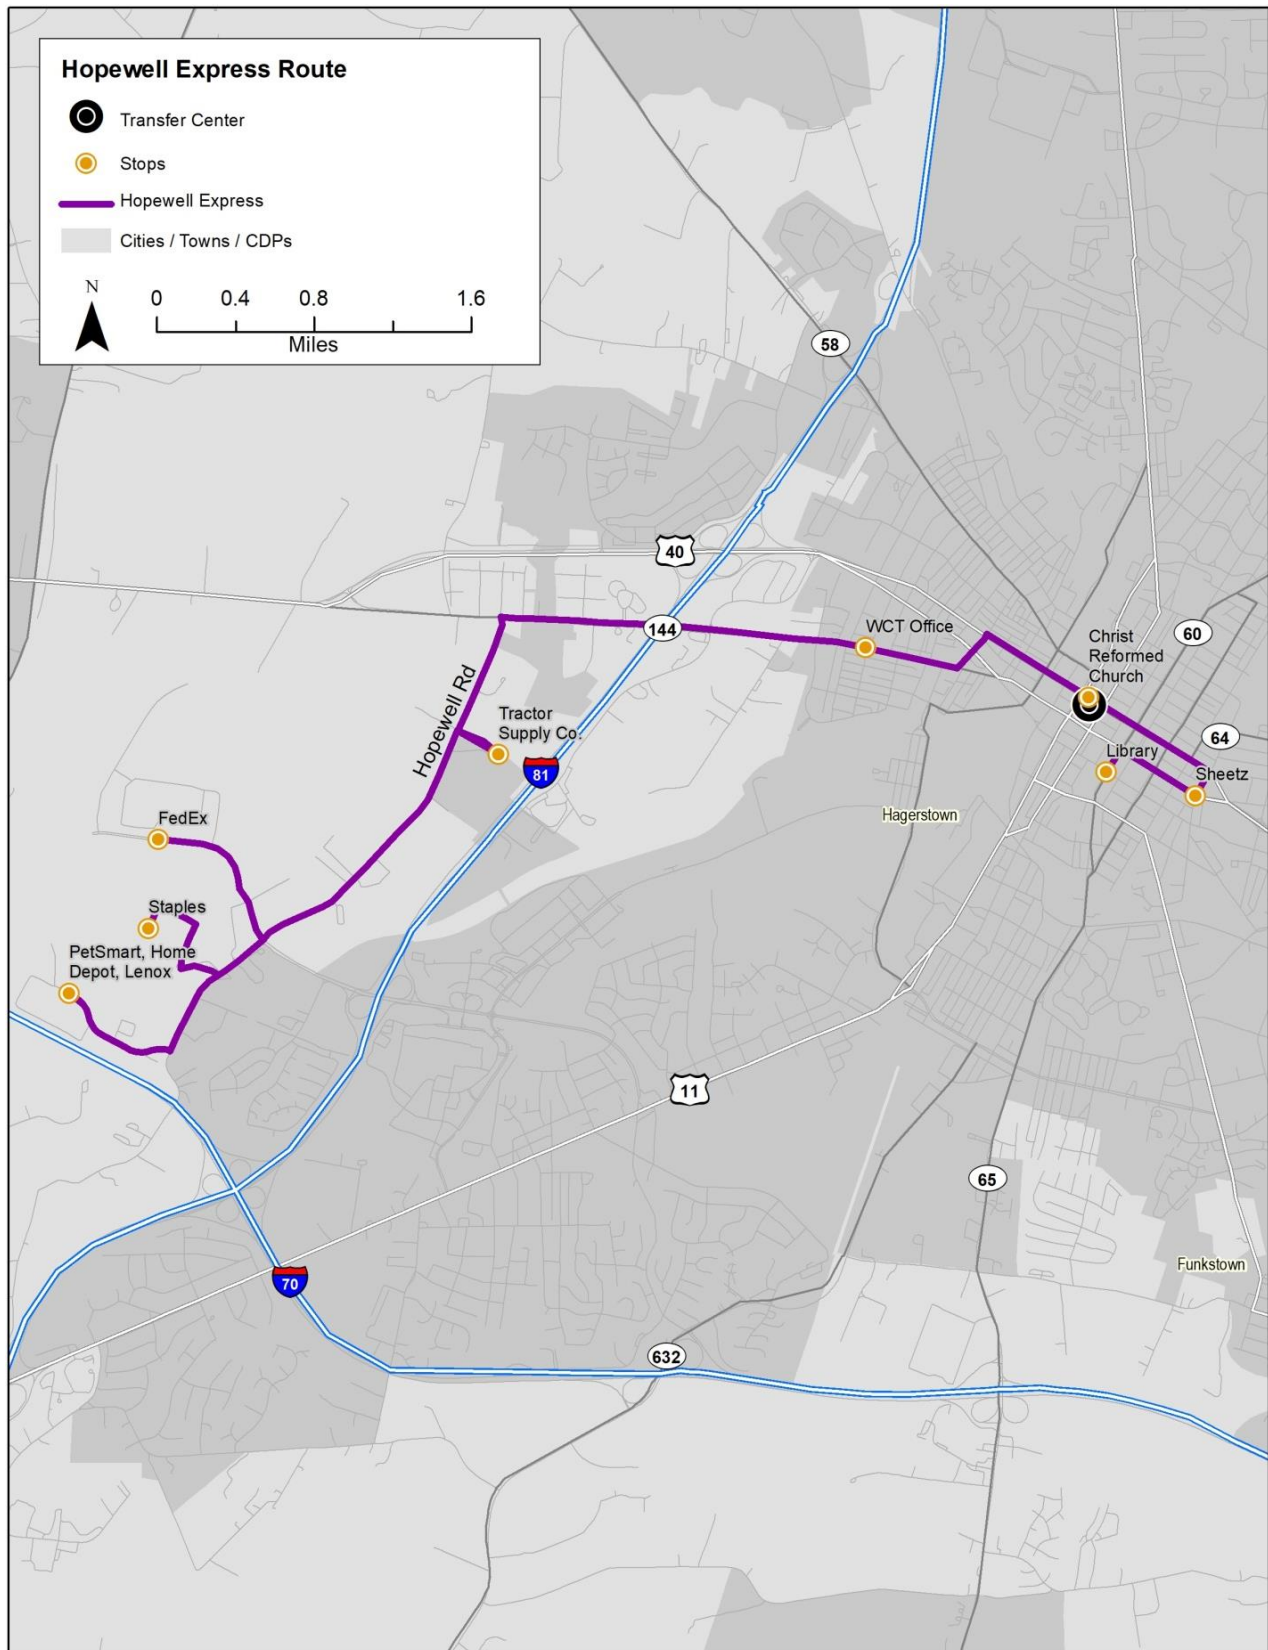 Hopewell Express Route
Transfer Center
Stops
Hopewell Express
Cities / Towns / CDPs
N
0 0.4 0.8 1.6
Miles
58
40
144
WCT Office
Christ
Reformed
Church
60
Hopewell Rd
Tractor
Supply Co.
81
64
Library
Sheetz
Hagerstown
FedEx
Staples
PetSmart, Home
Depot, Lenox
11
65
70
Funkstown
632